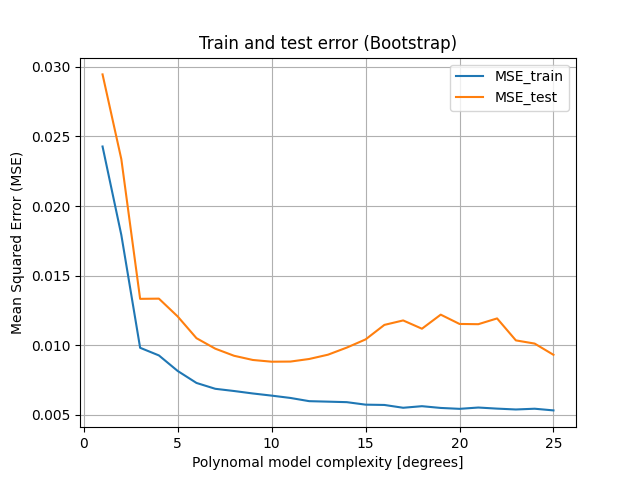 Train and test error (Bootstrap)
MSE_train
MSE_test
Mean Squared Error (MSE)
0.030
0.025
0.020
0.015
0.010
0.005
0
5
10
15
20
25
Polynomal model complexity [degrees]